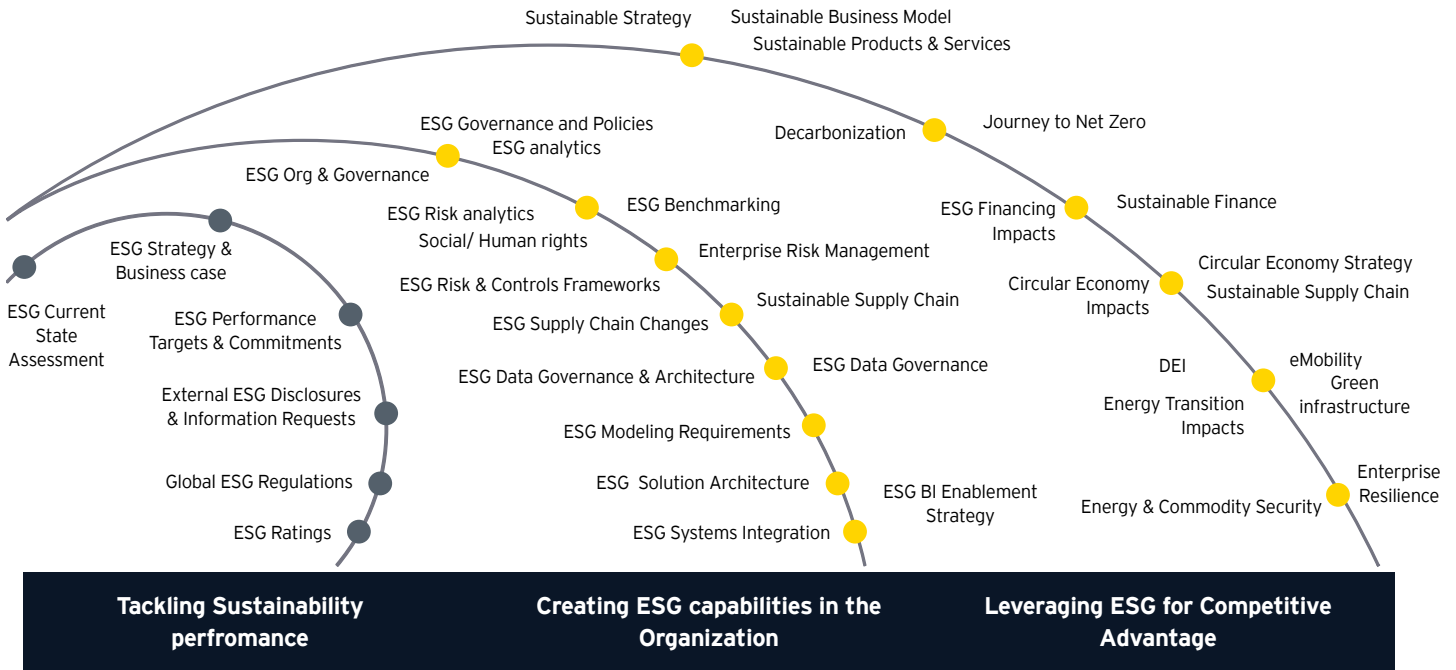 Sustainable Strategy
Sustainable Business Model
Sustainable Products & Services
Decarbonization
Journey to Net Zero
ESG Financing
Impacts
Sustainable Finance
Circular Economy
Impacts
Circular Economy Strategy
Sustainable Supply Chain
DEI
Energy Transition
Impacts
eMobility
Green
infrastructure
Energy & Commodity Security
Enterprise
Resilience
ESG Governance and Policies
ESG analytics
ESG Org & Governance
ESG Risk analytics
Social/ Human rights
ESG Benchmarking
Enterprise Risk Management
ESG Risk & Controls Frameworks
Sustainable Supply Chain
ESG Supply Chain Changes
ESG Data Governance & Architecture
ESG Data Governance
ESG Modeling Requirements
ESG Solution Architecture
ESG BI Enablement
Strategy
ESG Systems Integration
ESG Current
State
Assessment
ESG Strategy &
Business case
ESG Performance
Targets & Commitments
External ESG Disclosures
& Information Requests
Global ESG Regulations
ESG Ratings
Tackling Sustainability
perfromance
Creating ESG capabilities in the
Organization
Leveraging ESG for Competitive
Advantage